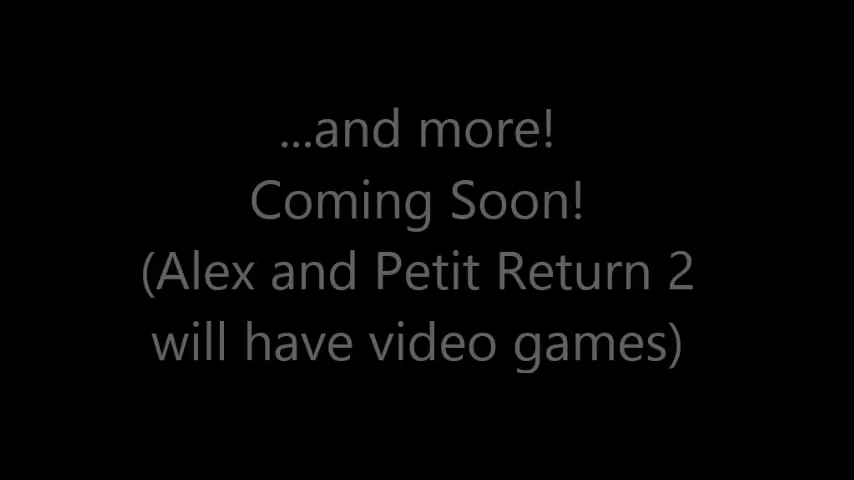 ...and more!
Coming Soon!
(Alex and Petit Return 2
will have video games)